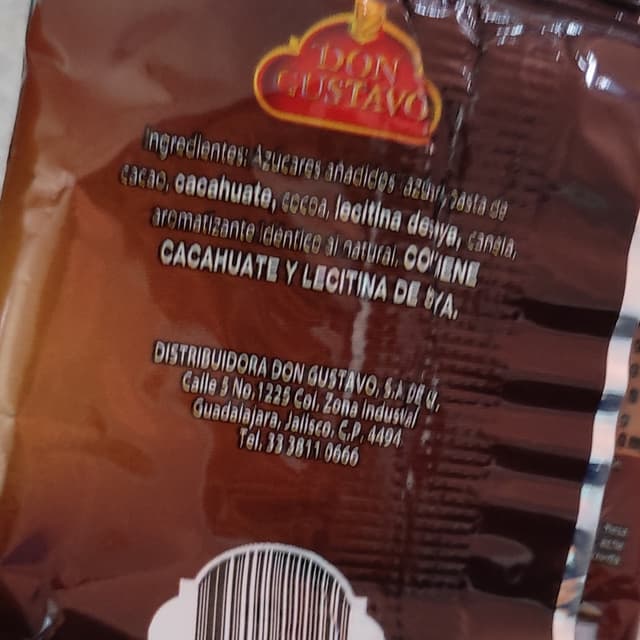 DON
GUSTAVO
Ingredientes: Azúcares añadidos azúcar, pasta de
cacao, cacahuate, cocoa, lecitina de soya, canela,
aromatizante idéntico al natural. CONTIENE
CACAHUATE Y LECITINA DE SOYA.
DISTRIBUIDORA DON GUSTAVO, S.A. DE C.V.
Calle 5 No. 1225 Col. Zona Industrial
Guadalajara, Jalisco, C.P. 4494
Tel. 33 3811 0666